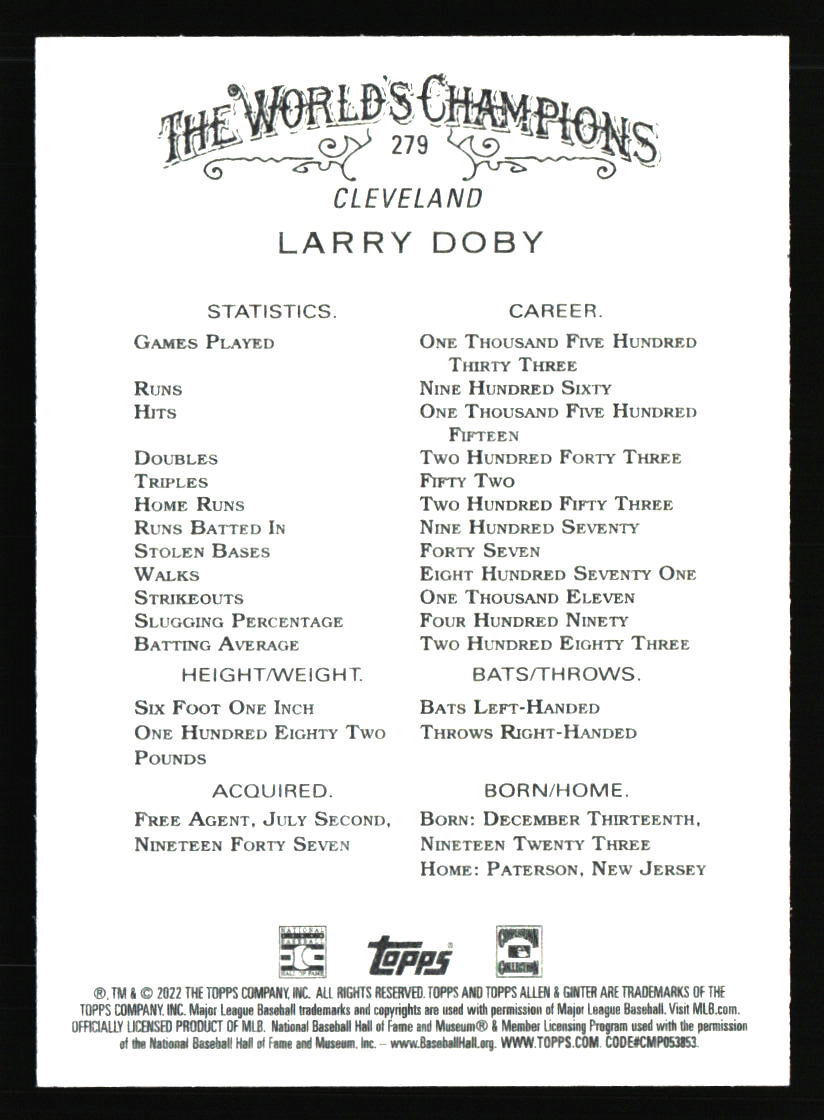 THE WORLD'S CHAMPIONS
279
CLEVELAND
LARRY DOBY
STATISTICS. CAREER.
GAMES PLAYED ONE THOUSAND FIVE HUNDRED
THIRTY THREE
RUNS NINE HUNDRED SIXTY
HITS ONE THOUSAND FIVE HUNDRED
FIFTEEN
DOUBLES TWO HUNDRED FORTY THREE
TRIPLES FIFTY TWO
HOME RUNS TWO HUNDRED FIFTY THREE
RUNS BATTED IN NINE HUNDRED SEVENTY
STOLEN BASES FORTY SEVEN
WALKS EIGHT HUNDRED SEVENTY ONE
STRIKEOUTS ONE THOUSAND ELEVEN
SLUGGING PERCENTAGE FOUR HUNDRED NINETY
BATTING AVERAGE TWO HUNDRED EIGHTY THREE
HEIGHT/WEIGHT. BATS/THROWS.
SIX FOOT ONE INCH BATS LEFT-HANDED
ONE HUNDRED EIGHTY TWO THROWS RIGHT-HANDED
POUNDS
ACQUIRED. BORN/HOME.
FREE AGENT, JULY SECOND, BORN: DECEMBER THIRTEENTH,
NINETEEN FORTY SEVEN NINETEEN TWENTY THREE
HOME: PATERSON, NEW JERSEY
NATIONAL BASEBALL HALL OF FAME Topps® COOPERSTOWN COLLECTION
®, TM & © 2022 THE TOPPS COMPANY, INC. ALL RIGHTS RESERVED. TOPPS AND TOPPS ALLEN & GINTER ARE TRADEMARKS OF THE
TOPPS COMPANY, INC. Major League Baseball trademarks and copyrights are used with permission of Major League Baseball. Visit MLB.com.
OFFICIALLY LICENSED PRODUCT OF MLB. National Baseball Hall of Fame and Museum® & Member Licensing Program used with the permission
of the National Baseball Hall of Fame and Museum, Inc. – www.BaseballHall.org. WWW.TOPPS.COM. CODE#CMP053853